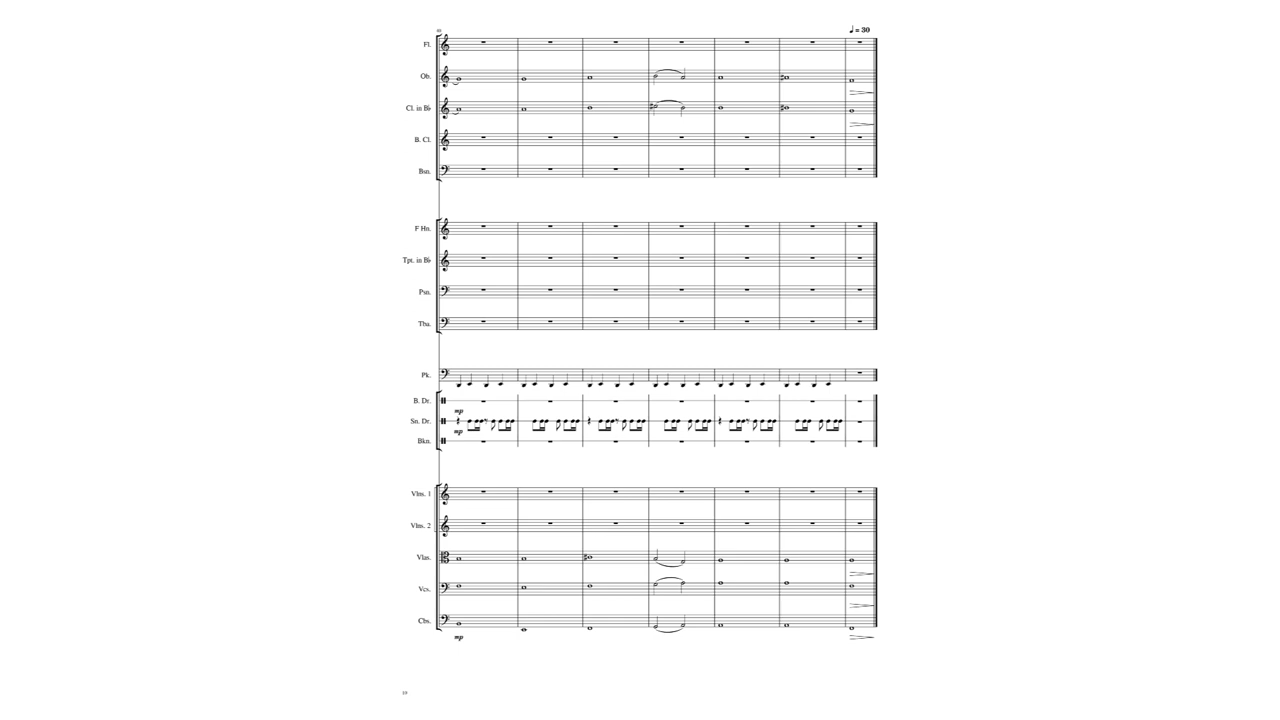 ♩ = 30
Fl.
Ob.
Cl. in B♭
B. Cl.
Bsn.
F Hn.
Tpt. in B♭
Psn.
Tba.
Pk.
B. Dr.
mp
Sn. Dr.
mp
Bkn.
Vlns. 1
Vlns. 2
Vlas.
Vcs.
Cbs.
mp